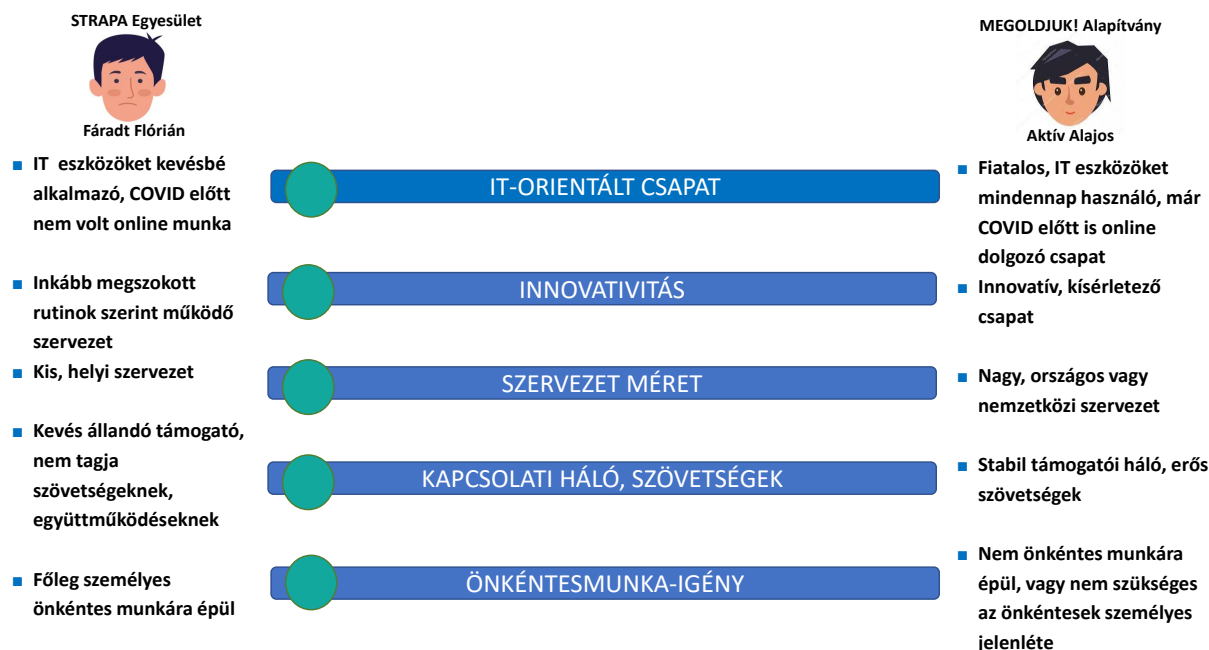 STRAPA Egyesület
Fáradt Flórián
■ IT eszközöket kevésbé
alkalmazó, COVID előtt
nem volt online munka
■ Inkább megszokott
rutinok szerint működő
szervezet
■ Kis, helyi szervezet
■ Kevés állandó támogató,
nem tagja
szövetségeknek,
együttműködéseknek
■ Főleg személyes
önkéntes munkára épül
IT-ORIENTÁLT CSAPAT
INNOVATIVITÁS
SZERVEZET MÉRET
KAPCSOLATI HÁLÓ, SZÖVETSÉGEK
ÖNKÉNTESMUNKA-IGÉNY
MEGOLDJUK! Alapítvány
Aktív Alajos
■ Fiatalos, IT eszközöket
mindennap használó, már
COVID előtt is online
dolgozó csapat
■ Innovatív, kísérletező
csapat
■ Nagy, országos vagy
nemzetközi szervezet
■ Stabil támogatói háló, erős
szövetségek
■ Nem önkéntes munkára
épül, vagy nem szükséges
az önkéntesek személyes
jelenléte